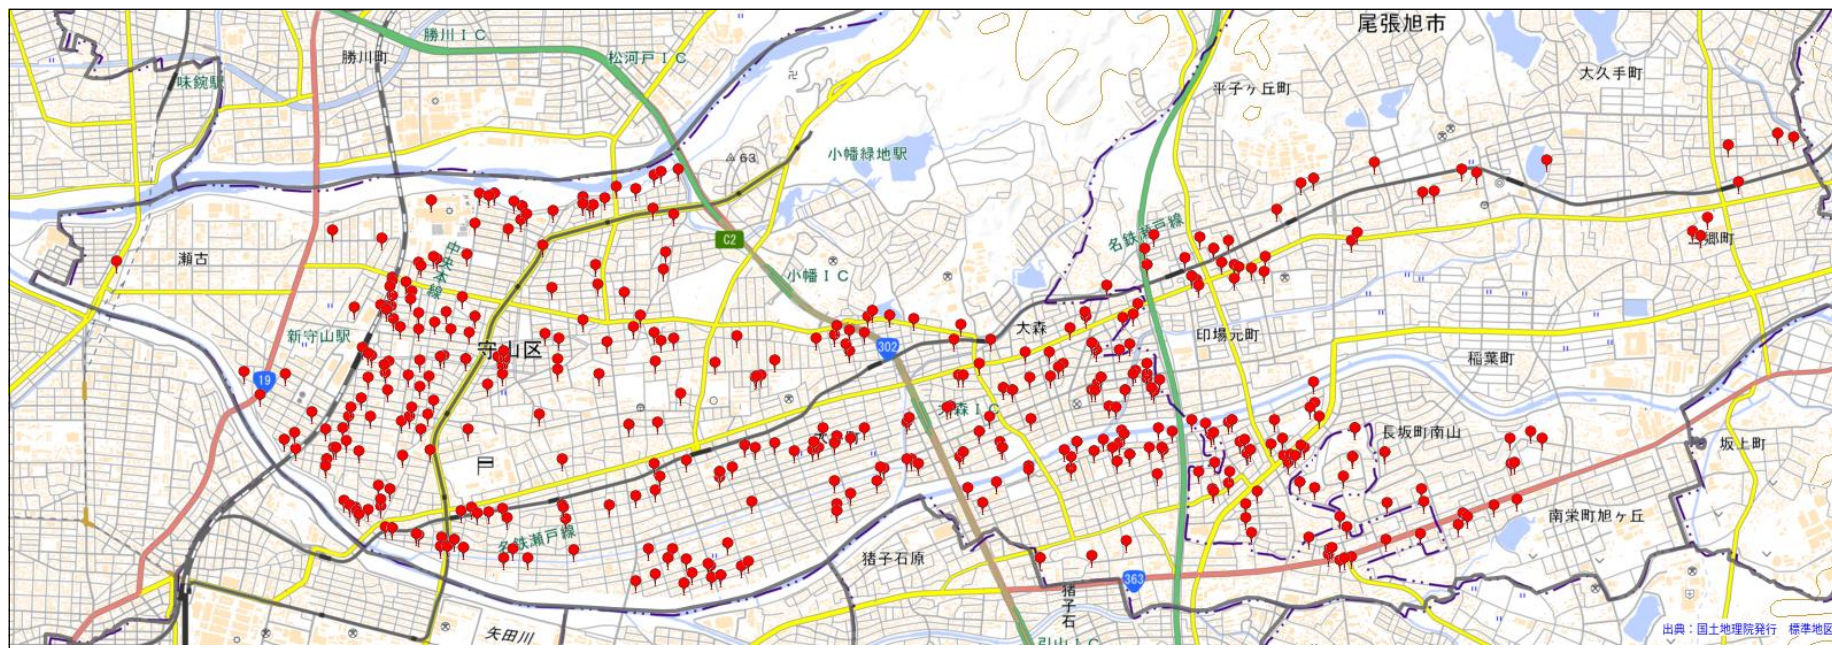 尾張旭市
勝川ＩＣ
勝川町
松河戸ＩＣ
味鋺駅
大久手町
平子ヶ丘町
63
小幡緑地駅
C2
名鉄瀬戸線
中央本線
瀬古
小幡ＩＣ
新守山駅
守山区
302
大森
印場元町
稲葉町
19
森ＩＣ
長坂町南山
坂上町
名鉄瀬戸線
猪子石原
南栄町旭ヶ丘
363
猪子石
矢田川
引山ＩＣ
出典：国土地理院発行　標準地図